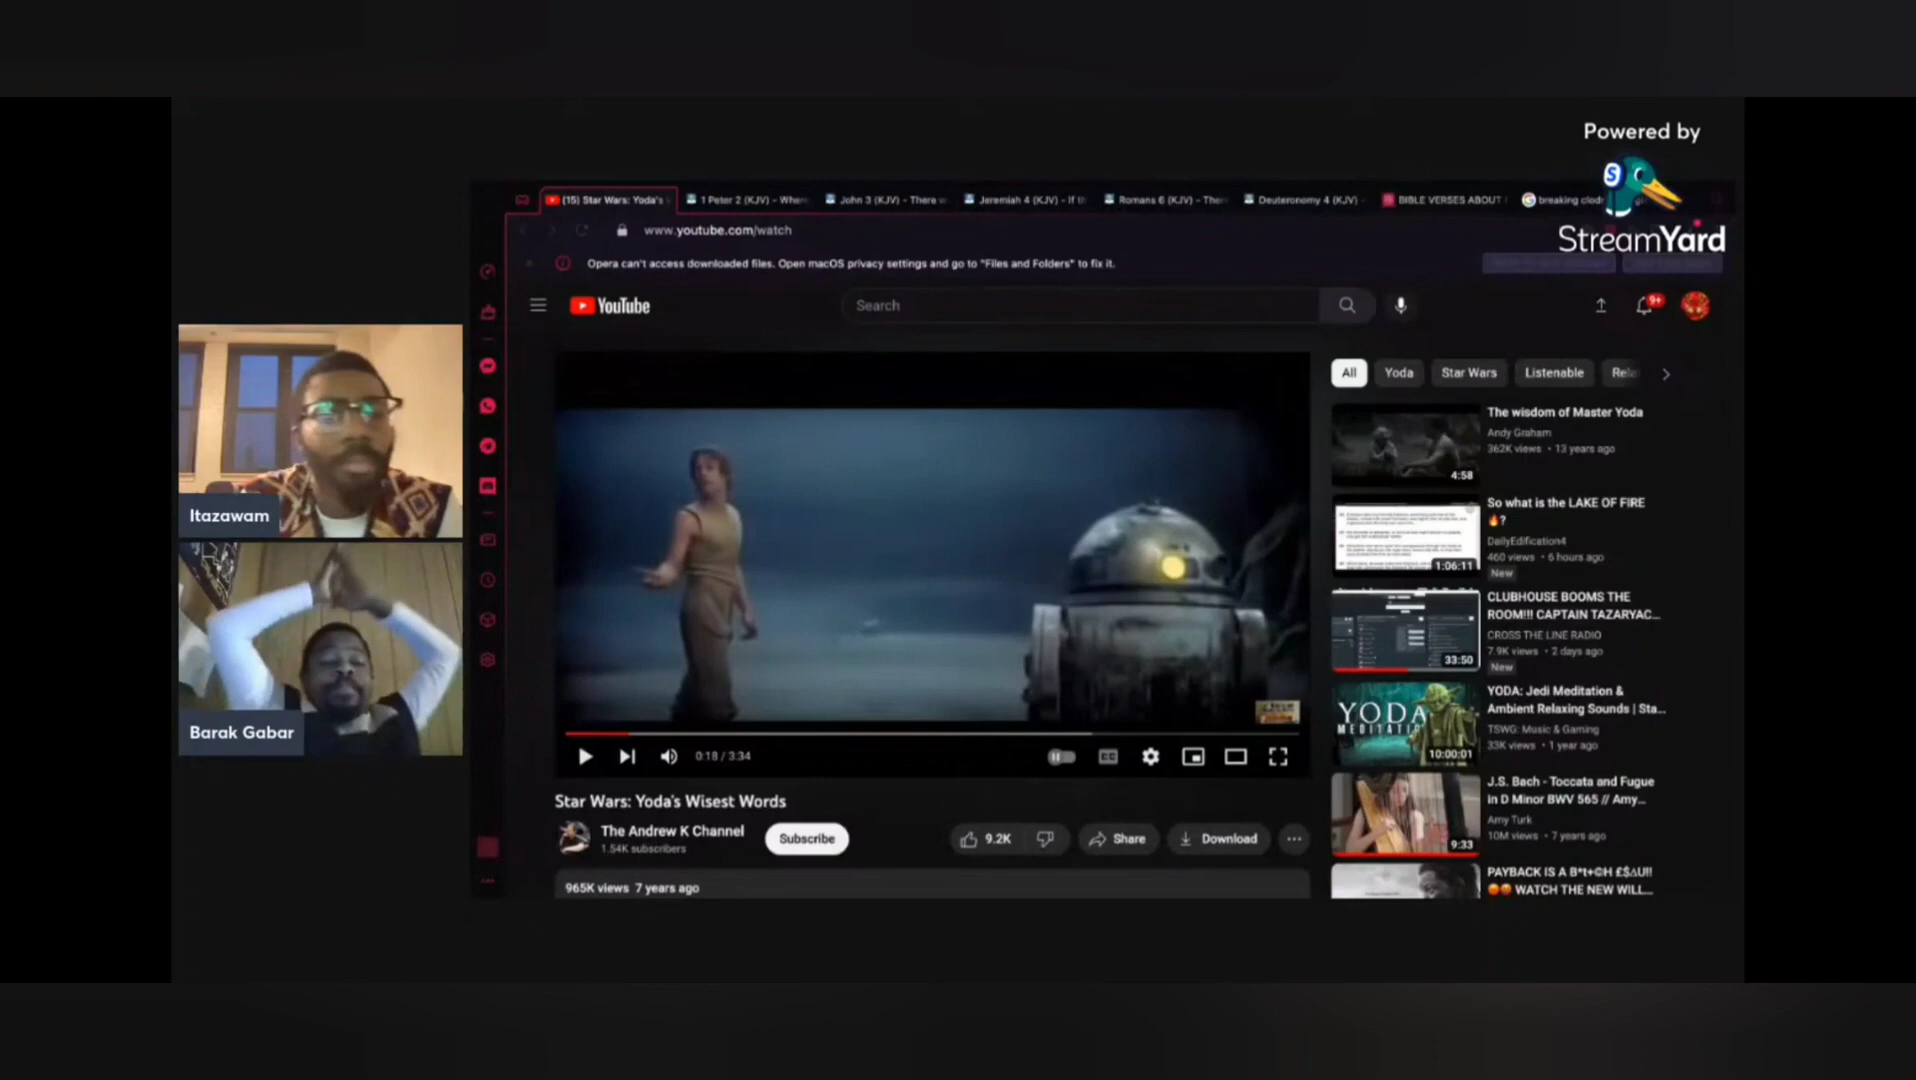 Powered by
StreamYard
(15) Star Wars: Yoda's
1 Peter 2 (KJV) - Where
John 3 (KJV) - There w
Jeremiah 4 (KJV) - If th
Romans 6 (KJV) - Ther
Deuteronomy 4 (KJV) -
BIBLE VERSES ABOUT
breaking clod
www.youtube.com/watch
Opera can't access downloaded files. Open macOS privacy settings and go to "Files and Folders" to fix it.
YouTube
Search
9+
All
Yoda
Star Wars
Listenable
Rela
The wisdom of Master Yoda
Andy Graham
362K views • 13 years ago
4:58
So what is the LAKE OF FIRE
🔥?
DailyEdification4
460 views • 6 hours ago
New
1:06:11
CLUBHOUSE BOOMS THE
ROOM!!! CAPTAIN TAZARYAC...
CROSS THE LINE RADIO
7.9K views • 2 days ago
New
33:50
YODA: Jedi Meditation &
Ambient Relaxing Sounds | Sta...
TSWG: Music & Gaming
33K views • 1 year ago
YODA
10:00:01
J.S. Bach - Toccata and Fugue
in D Minor BWV 565 // Amy...
Amy Turk
10M views • 7 years ago
9:33
PAYBACK IS A B*t+©H £$∆U!!
😡😡 WATCH THE NEW WILL...
Itazawam
Barak Gabar
0:18 / 3:34
CC
Star Wars: Yoda's Wisest Words
The Andrew K Channel
1.54K subscribers
Subscribe
9.2K
Share
Download
965K views 7 years ago